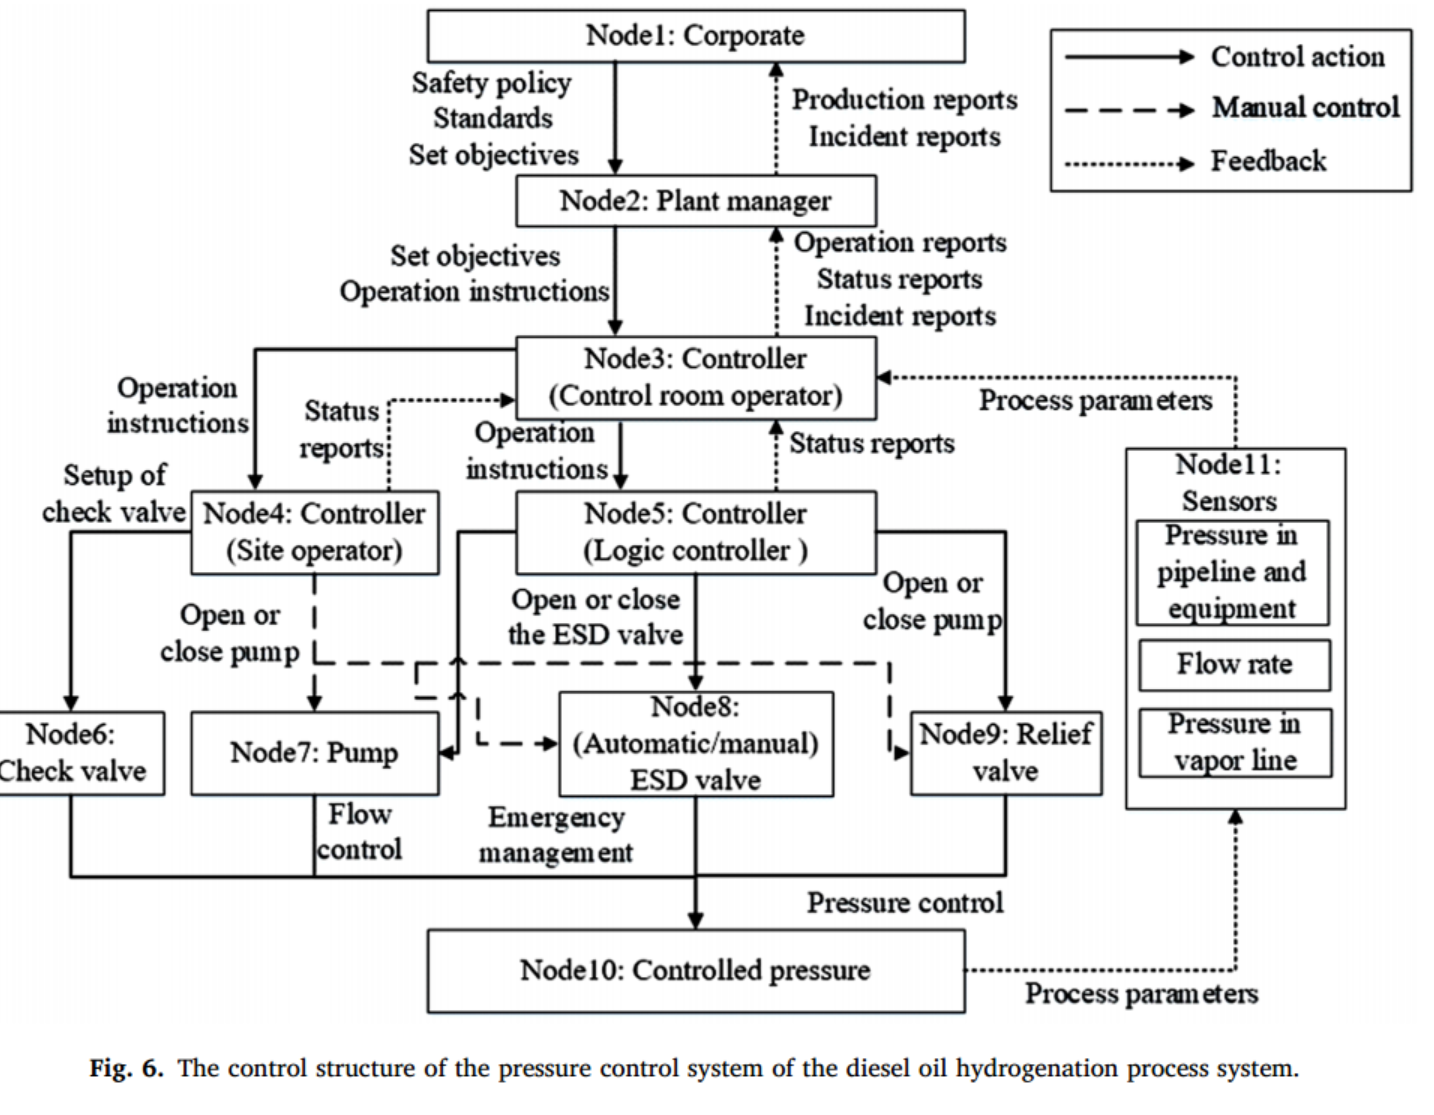 Node1: Corporate
Control action
Manual control
Feedback
Safety policy
Standards
Set objectives
Production reports
Incident reports
Node2: Plant manager
Set objectives
Operation instructions
Operation reports
Status reports
Incident reports
Node3: Controller
(Control room operator)
Process parameters
Operation
instructions
Status
reports
Operation
instructions
Status reports
Setup of
check valve
Node4: Controller
(Site operator)
Node5: Controller
(Logic controller )
Node11:
Sensors
Pressure in
pipeline and
equipment
Flow rate
Pressure in
vapor line
Open or
close pump
Open or close
the ESD valve
Open or
close pump
Node6:
Check valve
Node7: Pump
Node8:
(Automatic/manual)
ESD valve
Node9: Relief
valve
Flow
control
Emergency
management
Pressure control
Node10: Controlled pressure
Process parameters
Fig. 6. The control structure of the pressure control system of the diesel oil hydrogenation process system.